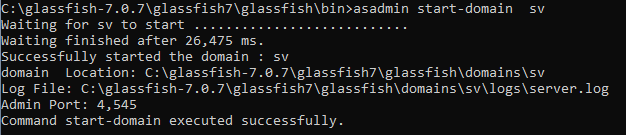 C:\glassfish-7.0.7\glassfish7\glassfish\bin>asadmin start-domain  sv
Waiting for sv to start ...........................
Waiting finished after 26,475 ms.
Successfully started the domain : sv
domain  Location: C:\glassfish-7.0.7\glassfish7\glassfish\domains\sv
Log File: C:\glassfish-7.0.7\glassfish7\glassfish\domains\sv\logs\server.log
Admin Port: 4,545
Command start-domain executed successfully.